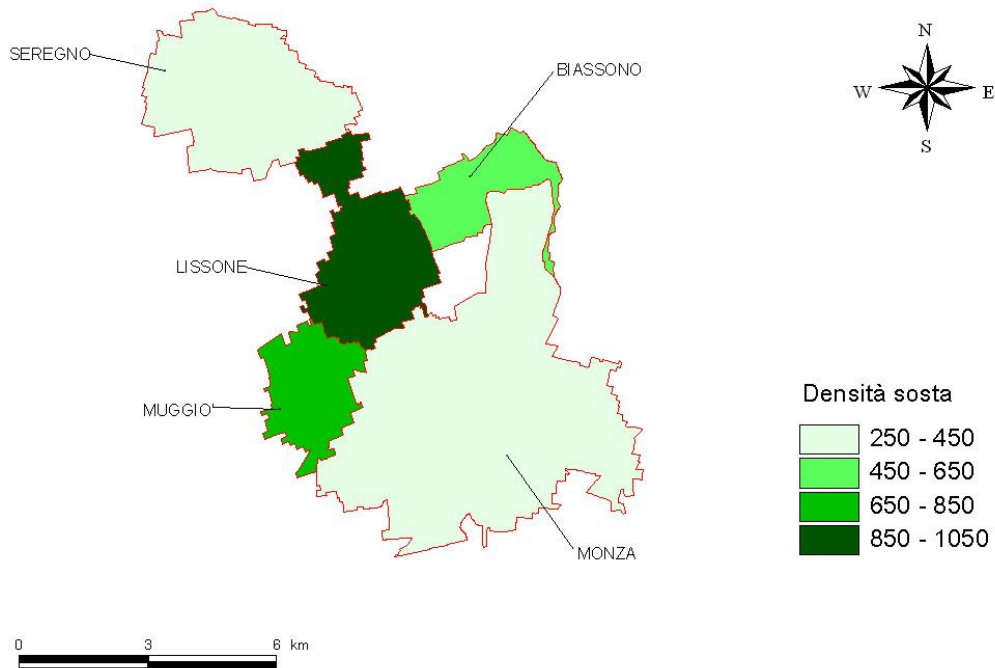 SEREGNO
BIASSONO
N
W
E
S
LISSONE
MUGGIO'
MONZA
Densità sosta
250 - 450
450 - 650
650 - 850
850 - 1050
0 3 6 km